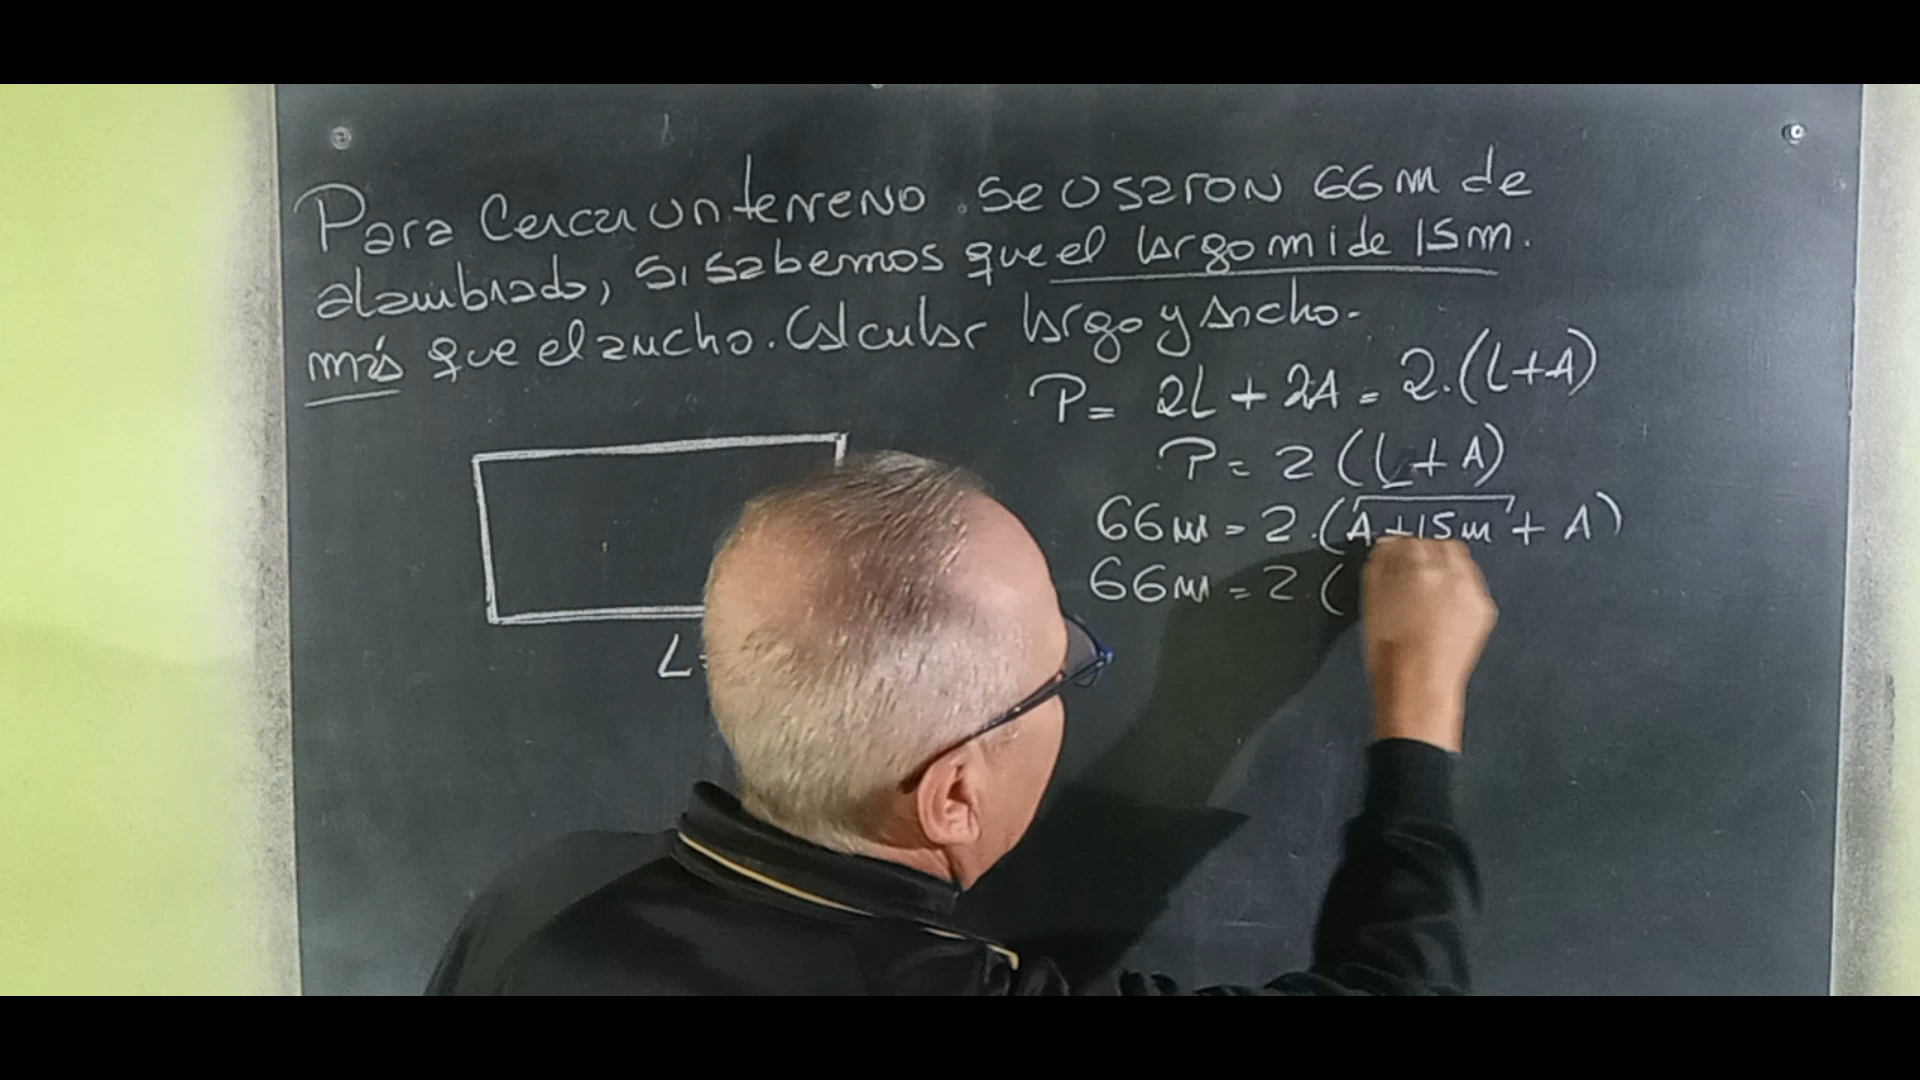 Para Cercar un terreno. Se usaron 66m de
alambrado, si sabemos que el largo mide 15m.
más que el ancho. Calcular largo y ancho.
P = 2L + 2A = 2.(L+A)
P = 2 (L + A)
66m = 2.(A+15m + A)
66m = 2.(
L